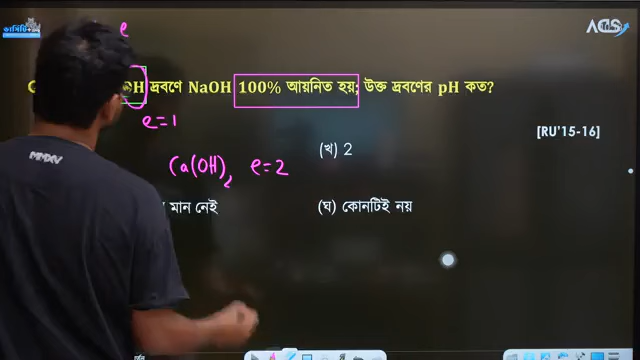 e
দ্রবণে NaOH 100% আয়নিত হয়; উক্ত দ্রবণের pH কত?
e=1
[RU'15-16]
(খ) 2
Ca(OH)₂ e=2
মান নেই
(ঘ) কোনটিই নয়
ACS
MMXV